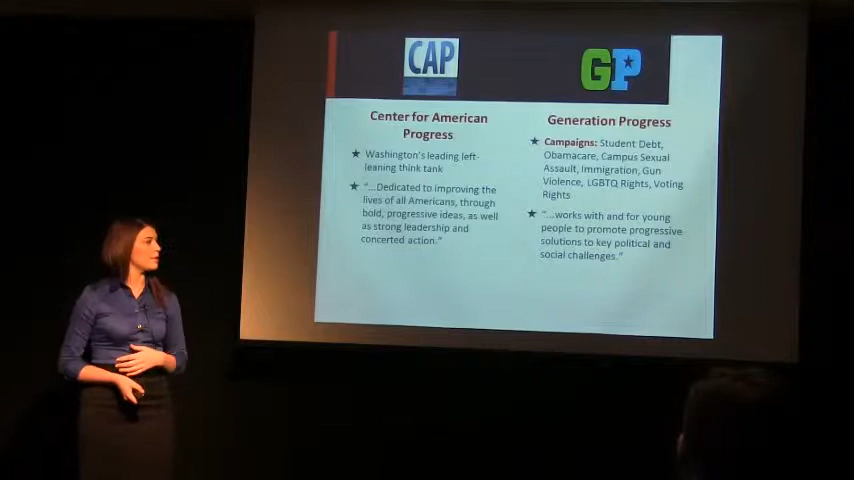 CAP
Center for American
Progress
★ Washington's leading left-
leaning think tank
★ "...Dedicated to improving the
lives of all Americans, through
bold, progressive ideas, as well
as strong leadership and
concerted action."
GP
Generation Progress
★ Campaigns: Student Debt,
Obamacare, Campus Sexual
Assault, Immigration, Gun
Violence, LGBTQ Rights, Voting
Rights
★ "...works with and for young
people to promote progressive
solutions to key political and
social challenges."